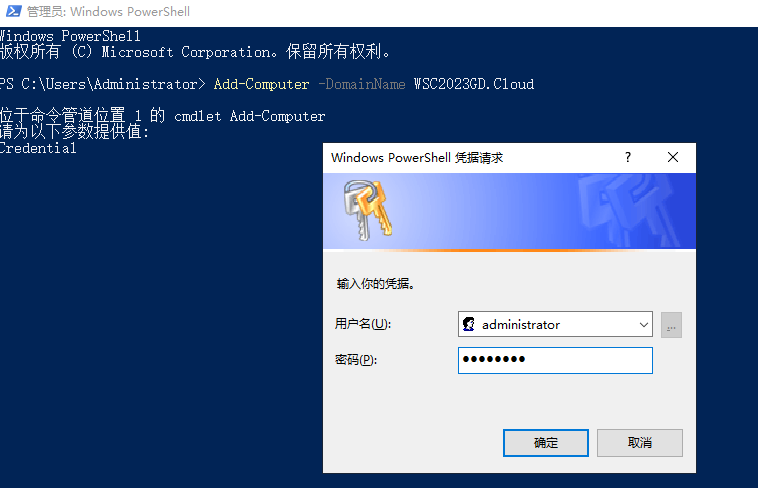 管理员: Windows PowerShell
Windows PowerShell
版权所有 (C) Microsoft Corporation。保留所有权利。
PS C:\Users\Administrator> Add-Computer -DomainName WSC2023GD.Cloud
位于命令管道位置 1 的 cmdlet Add-Computer
请为以下参数提供值:
Credential
Windows PowerShell 凭据请求
?
输入你的凭据。
用户名(U): administrator
...
密码(P): ●●●●●●●●
确定 取消